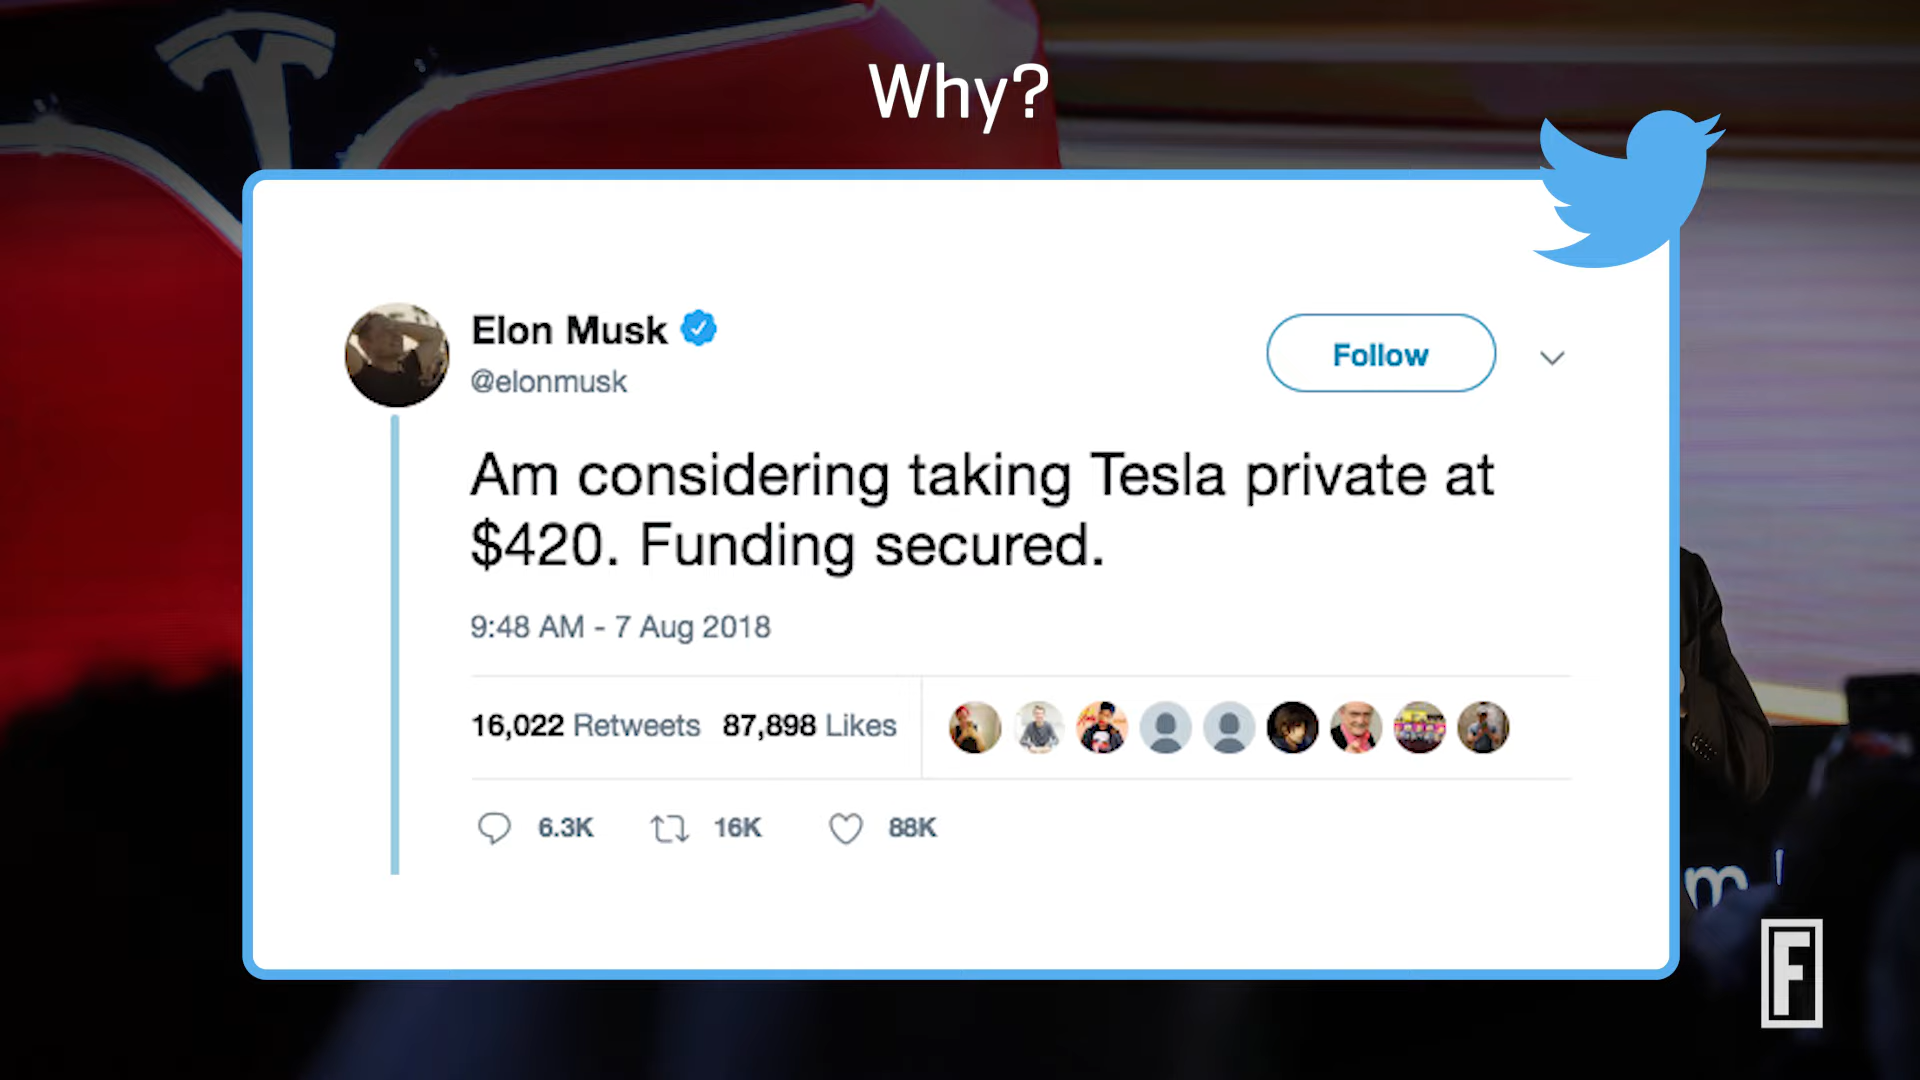 Why?
Elon Musk
@elonmusk
Follow
Am considering taking Tesla private at
$420. Funding secured.
9:48 AM - 7 Aug 2018
16,022 Retweets 87,898 Likes
6.3K 16K 88K
m
F